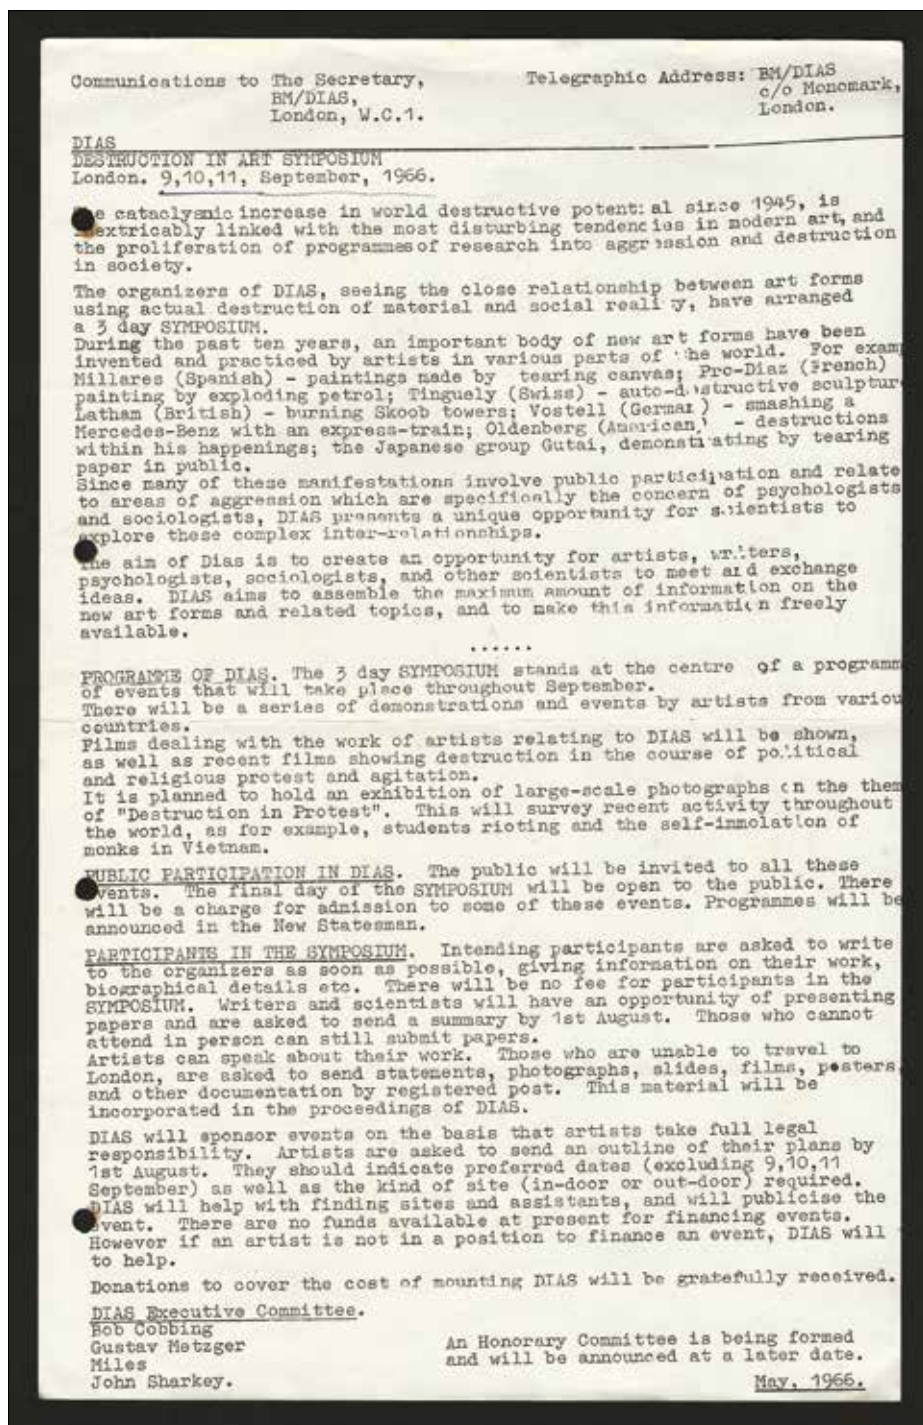 Communications to The Secretary,
BM/DIAS,
London, W.C.1.
Telegraphic Address: BM/DIAS
c/o Monomark,
London.
DIAS
DESTRUCTION IN ART SYMPOSIUM
London. 9,10,11, September, 1966.
e cataclysmic increase in world destructive potential since 1945, is
extricably linked with the most disturbing tendencies in modern art, and
the proliferation of programmes of research into aggression and destruction
in society.
The organizers of DIAS, seeing the close relationship between art forms
using actual destruction of material and social reality, have arranged
a 3 day SYMPOSIUM.
During the past ten years, an important body of new art forms have been
invented and practiced by artists in various parts of the world. For examp
Millares (Spanish) - paintings made by tearing canvas; Pro-Diaz (French)
painting by exploding petrol; Tinguely (Swiss) - auto-destructive sculpture
Latham (British) - burning Skoob towers; Vostell (German) - smashing a
Mercedes-Benz with an express-train; Oldenberg (American) - destructions
within his happenings; the Japanese group Gutai, demonstrating by tearing
paper in public.
Since many of these manifestations involve public participation and relate
to areas of aggression which are specifically the concern of psychologists
and sociologists, DIAS presents a unique opportunity for scientists to
explore these complex inter-relationships.
The aim of Dias is to create an opportunity for artists, writers,
psychologists, sociologists, and other scientists to meet and exchange
ideas. DIAS aims to assemble the maximum amount of information on the
new art forms and related topics, and to make this information freely
available.
......
PROGRAMME OF DIAS. The 3 day SYMPOSIUM stands at the centre of a programm
of events that will take place throughout September.
There will be a series of demonstrations and events by artists from variou
countries.
Films dealing with the work of artists relating to DIAS will be shown,
as well as recent films showing destruction in the course of political
and religious protest and agitation.
It is planned to hold an exhibition of large-scale photographs on the them
of "Destruction in Protest". This will survey recent activity throughout
the world, as for example, students rioting and the self-immolation of
monks in Vietnam.
PUBLIC PARTICIPATION IN DIAS. The public will be invited to all these
events. The final day of the SYMPOSIUM will be open to the public. There
will be a charge for admission to some of these events. Programmes will be
announced in the New Statesman.
PARTICIPANTS IN THE SYMPOSIUM. Intending participants are asked to write
to the organizers as soon as possible, giving information on their work,
biographical details etc. There will be no fee for participants in the
SYMPOSIUM. Writers and scientists will have an opportunity of presenting
papers and are asked to send a summary by 1st August. Those who cannot
attend in person can still submit papers.
Artists can speak about their work. Those who are unable to travel to
London, are asked to send statements, photographs, slides, films, posters,
and other documentation by registered post. This material will be
incorporated in the proceedings of DIAS.
DIAS will sponsor events on the basis that artists take full legal
responsibility. Artists are asked to send an outline of their plans by
1st August. They should indicate preferred dates (excluding 9,10,11
September) as well as the kind of site (in-door or out-door) required.
DIAS will help with finding sites and assistants, and will publicise the
event. There are no funds available at present for financing events.
However if an artist is not in a position to finance an event, DIAS will
to help.
Donations to cover the cost of mounting DIAS will be gratefully received.
DIAS Executive Committee.
Bob Cobbing
Gustav Metzger
Miles
John Sharkey.
An Honorary Committee is being formed
and will be announced at a later date.
May, 1966.